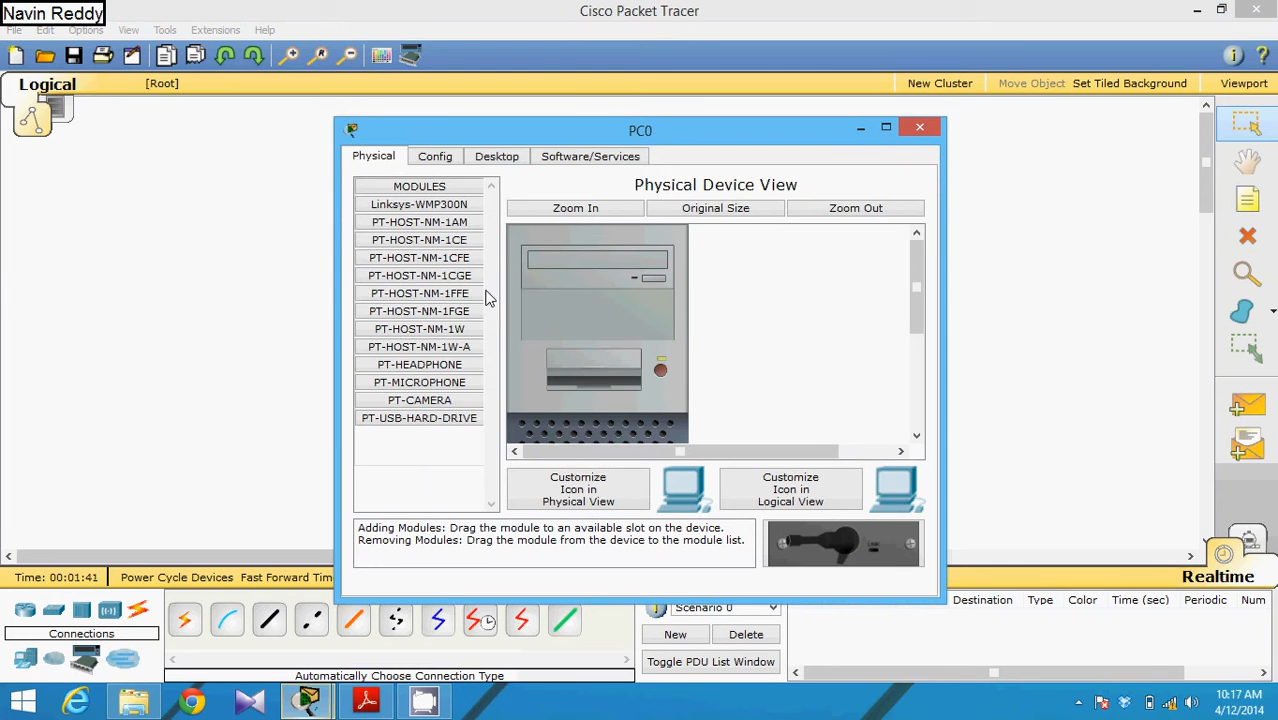 Navin Reddy
Cisco Packet Tracer
File Edit Options View Tools Extensions Help
Logical
[Root]
New Cluster
Move Object
Set Tiled Background
Viewport
PC0
Physical
Config
Desktop
Software/Services
MODULES
Linksys-WMP300N
PT-HOST-NM-1AM
PT-HOST-NM-1CE
PT-HOST-NM-1CFE
PT-HOST-NM-1CGE
PT-HOST-NM-1FFE
PT-HOST-NM-1FGE
PT-HOST-NM-1W
PT-HOST-NM-1W-A
PT-HEADPHONE
PT-MICROPHONE
PT-CAMERA
PT-USB-HARD-DRIVE
Physical Device View
Zoom In
Original Size
Zoom Out
Customize
Icon in
Physical View
Customize
Icon in
Logical View
Adding Modules: Drag the module to an available slot on the device.
Removing Modules: Drag the module from the device to the module list.
Time: 00:01:41
Power Cycle Devices
Fast Forward Tim
Realtime
Connections
Automatically Choose Connection Type
Scenario 0
New
Delete
Toggle PDU List Window
Destination
Type
Color
Time (sec)
Periodic
Num
10:17 AM
4/12/2014